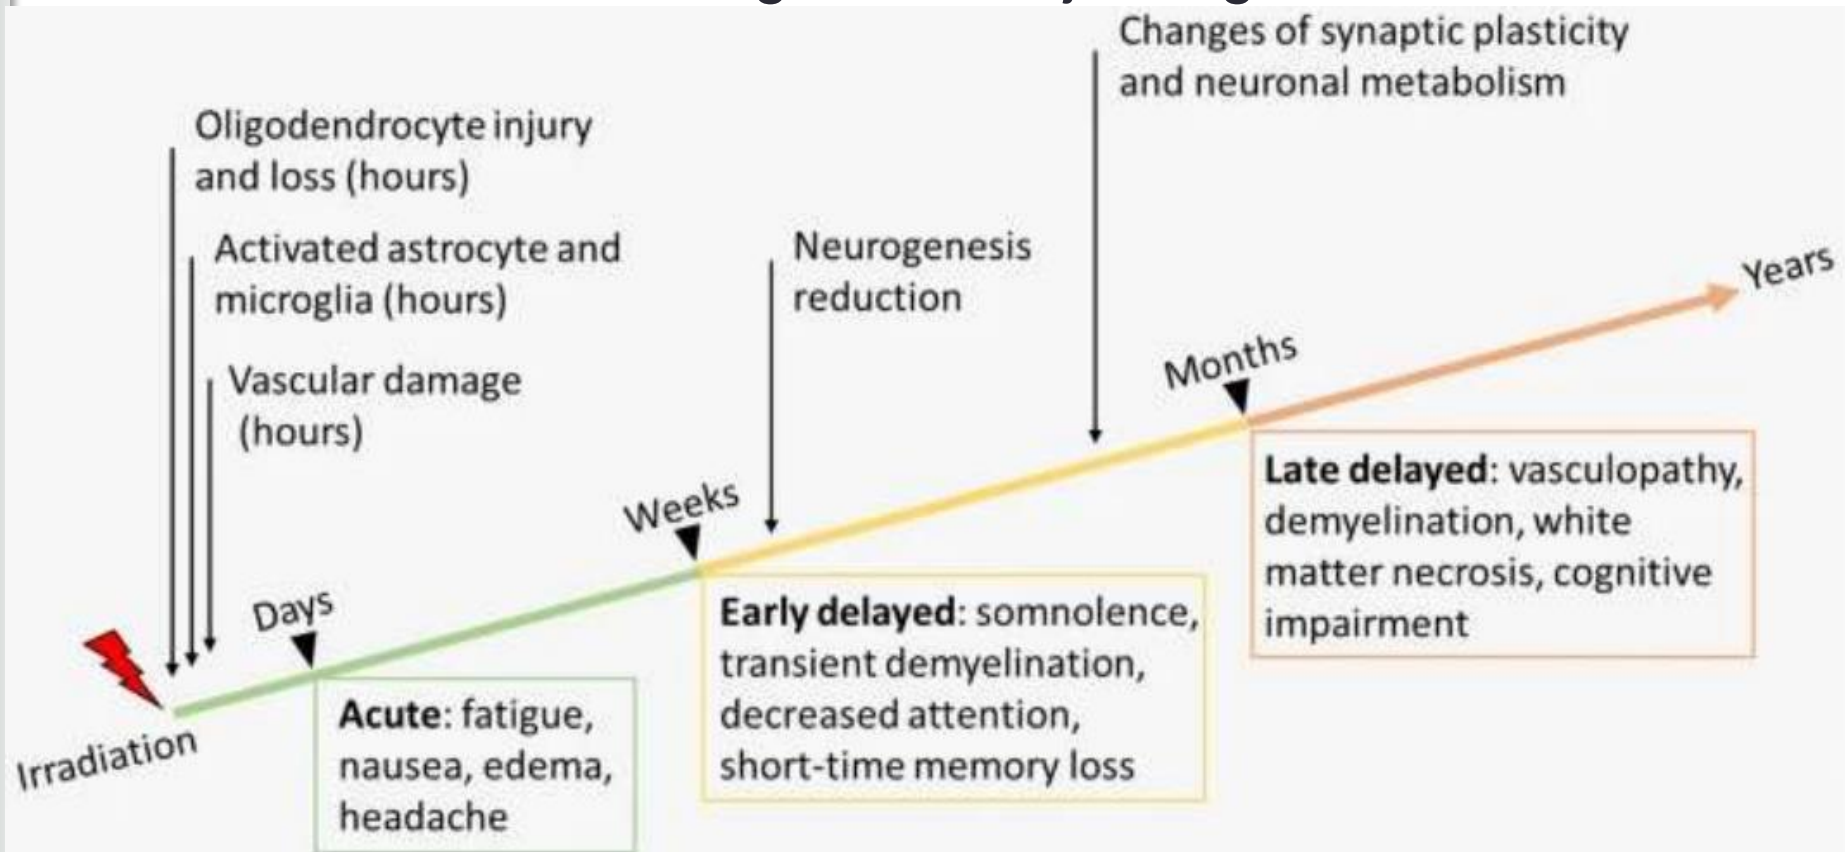 Changes of synaptic plasticity
and neuronal metabolism
Oligodendrocyte injury
and loss (hours)
Activated astrocyte and
microglia (hours)
Neurogenesis
reduction
Vascular damage
(hours)
Years
Months
Weeks
Days
Irradiation
Late delayed: vasculopathy,
demyelination, white
matter necrosis, cognitive
impairment
Early delayed: somnolence,
transient demyelination,
decreased attention,
short-time memory loss
Acute: fatigue,
nausea, edema,
headache